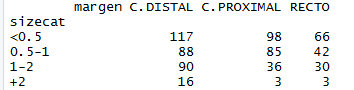 margen C.DISTAL C.PROXIMAL RECTO
sizecat
<0.5 117 98 66
0.5-1 88 85 42
1-2 90 36 30
+2 16 3 3